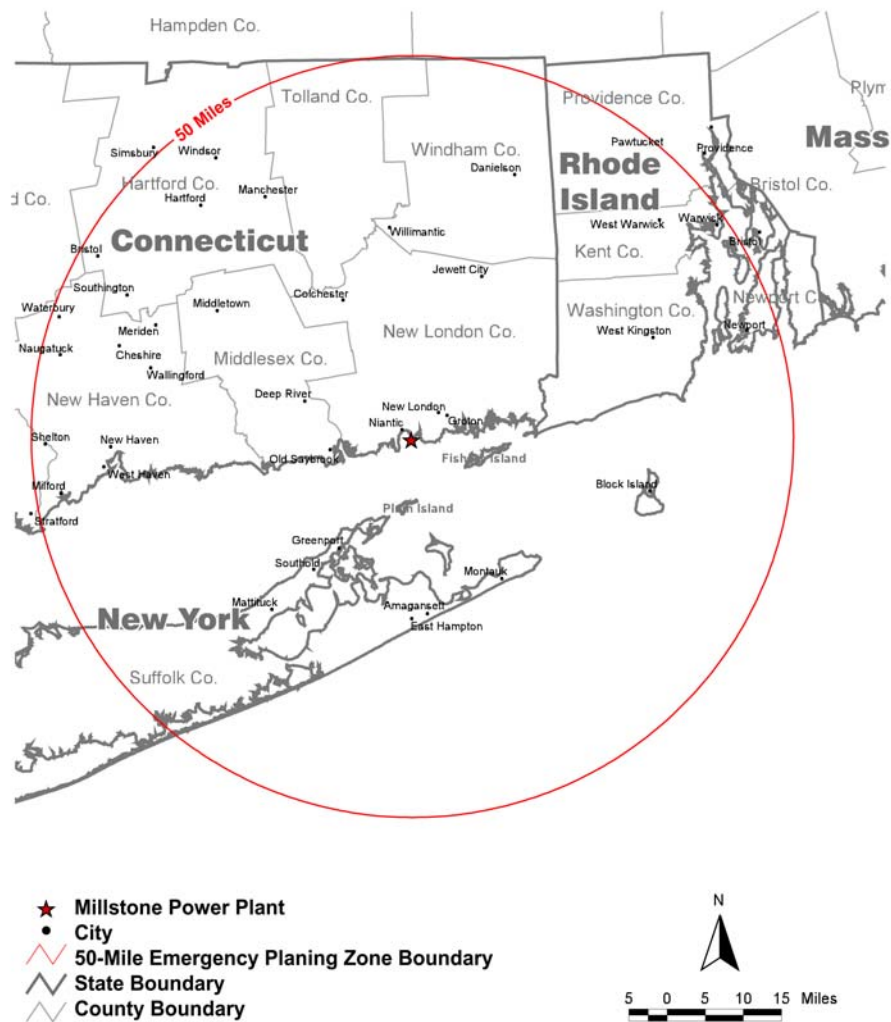 Hampden Co.
Tolland Co.
50 Miles
Providence Co.
Plym
Simsbury
Windsor
Windham Co.
Pawtucket
Providence
Mass
Danielson
Rhode
Island
d Co.
Hartford Co.
Manchester
Bristol Co.
Hartford
West Warwick
Warwick
Connecticut
Willimantic
Bristol
Bristol
Kent Co.
Jewett City
Southington
Colchester
Newport C
Waterbury
Middletown
Washington Co.
Meriden
New London Co.
West Kingston
Newport
Naugatuck
Cheshire
Middlesex Co.
Wallingford
Deep River
New Haven Co.
New London
Groton
Niantic
Shelton
New Haven
Old Saybrook
Fishers Island
West Haven
Milford
Block Island
Plum Island
Stratford
Greenport
Southold
Montauk
Mattituck
Amagansett
New York
East Hampton
Suffolk Co.
Millstone Power Plant
City
50-Mile Emergency Planing Zone Boundary
State Boundary
County Boundary
N
5 0 5 10 15 Miles